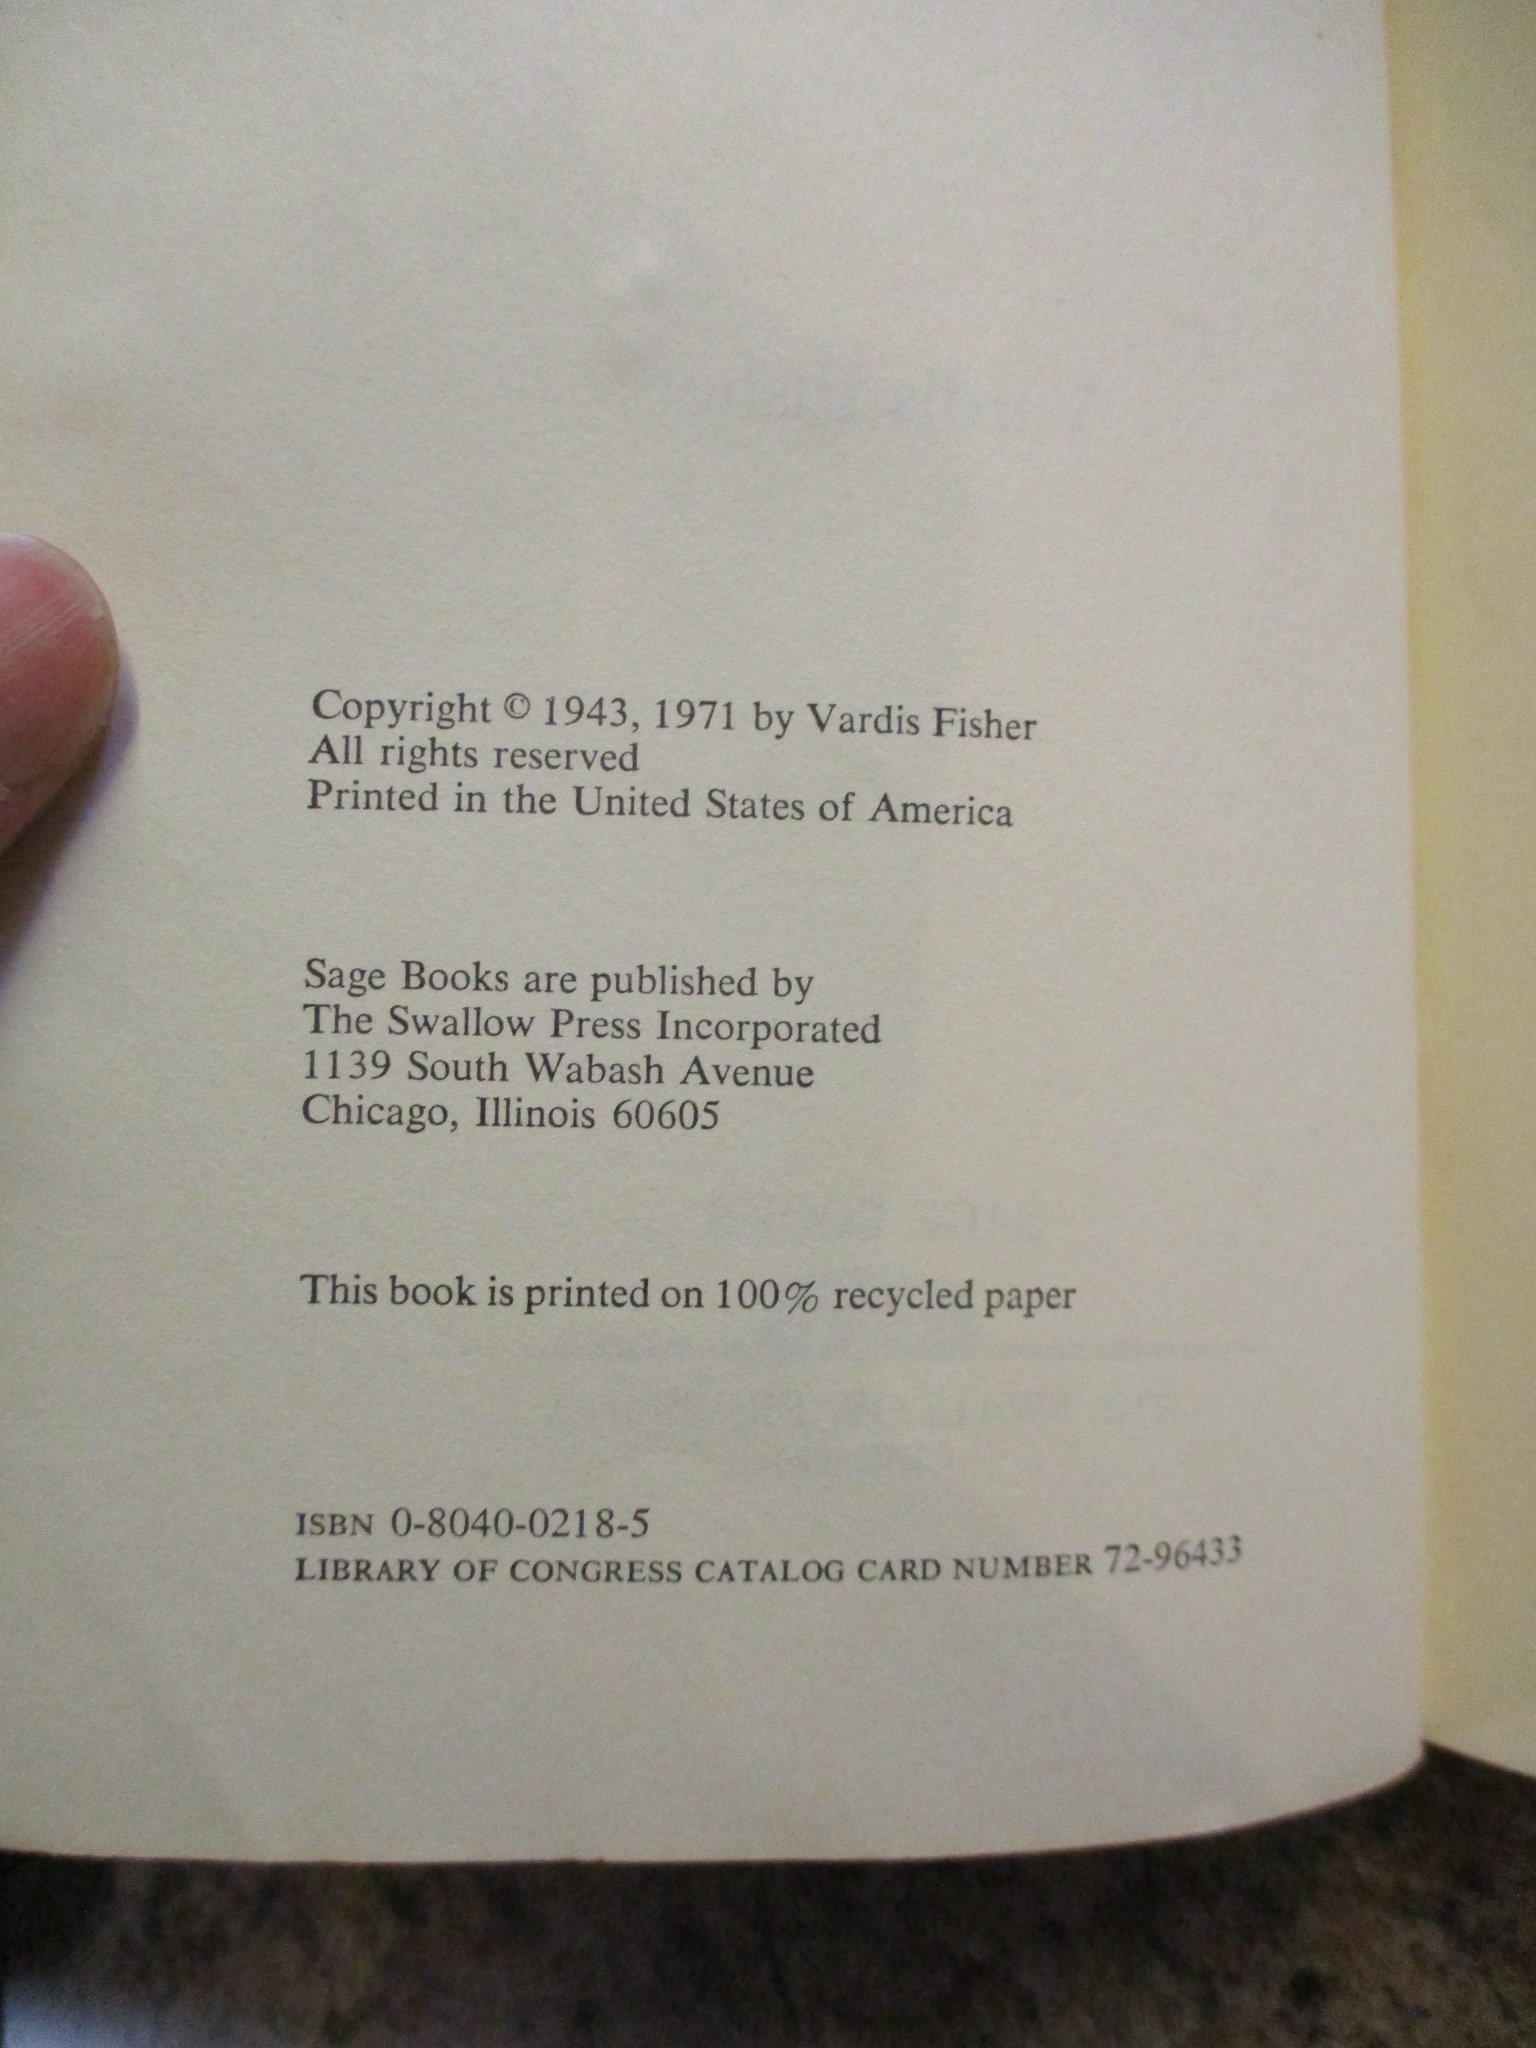 Copyright © 1943, 1971 by Vardis Fisher
All rights reserved
Printed in the United States of America
Sage Books are published by
The Swallow Press Incorporated
1139 South Wabash Avenue
Chicago, Illinois 60605
This book is printed on 100% recycled paper
ISBN 0-8040-0218-5
LIBRARY OF CONGRESS CATALOG CARD NUMBER 72-96433